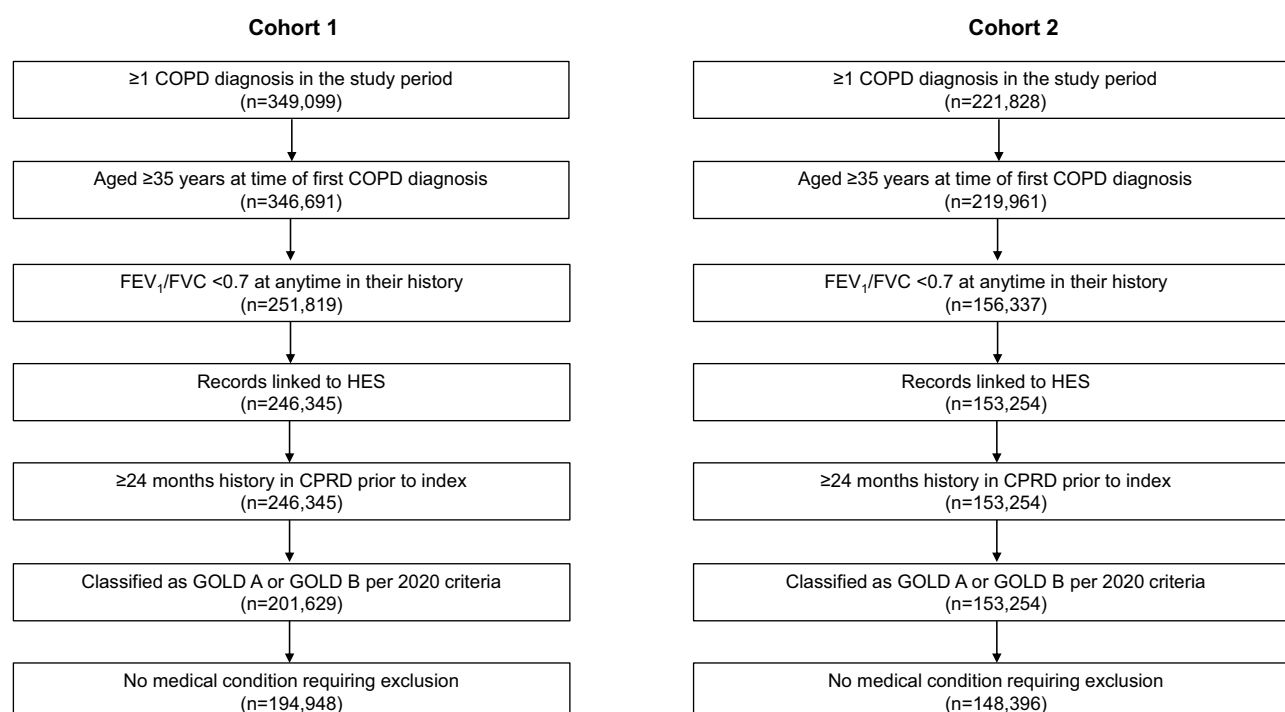 Cohort 1
≥1 COPD diagnosis in the study period
(n=349,099)
Aged ≥35 years at time of first COPD diagnosis
(n=346,691)
FEV₁/FVC <0.7 at anytime in their history
(n=251,819)
Records linked to HES
(n=246,345)
≥24 months history in CPRD prior to index
(n=246,345)
Classified as GOLD A or GOLD B per 2020 criteria
(n=201,629)
No medical condition requiring exclusion
(n=194,948)
Cohort 2
≥1 COPD diagnosis in the study period
(n=221,828)
Aged ≥35 years at time of first COPD diagnosis
(n=219,961)
FEV₁/FVC <0.7 at anytime in their history
(n=156,337)
Records linked to HES
(n=153,254)
≥24 months history in CPRD prior to index
(n=153,254)
Classified as GOLD A or GOLD B per 2020 criteria
(n=153,254)
No medical condition requiring exclusion
(n=148,396)